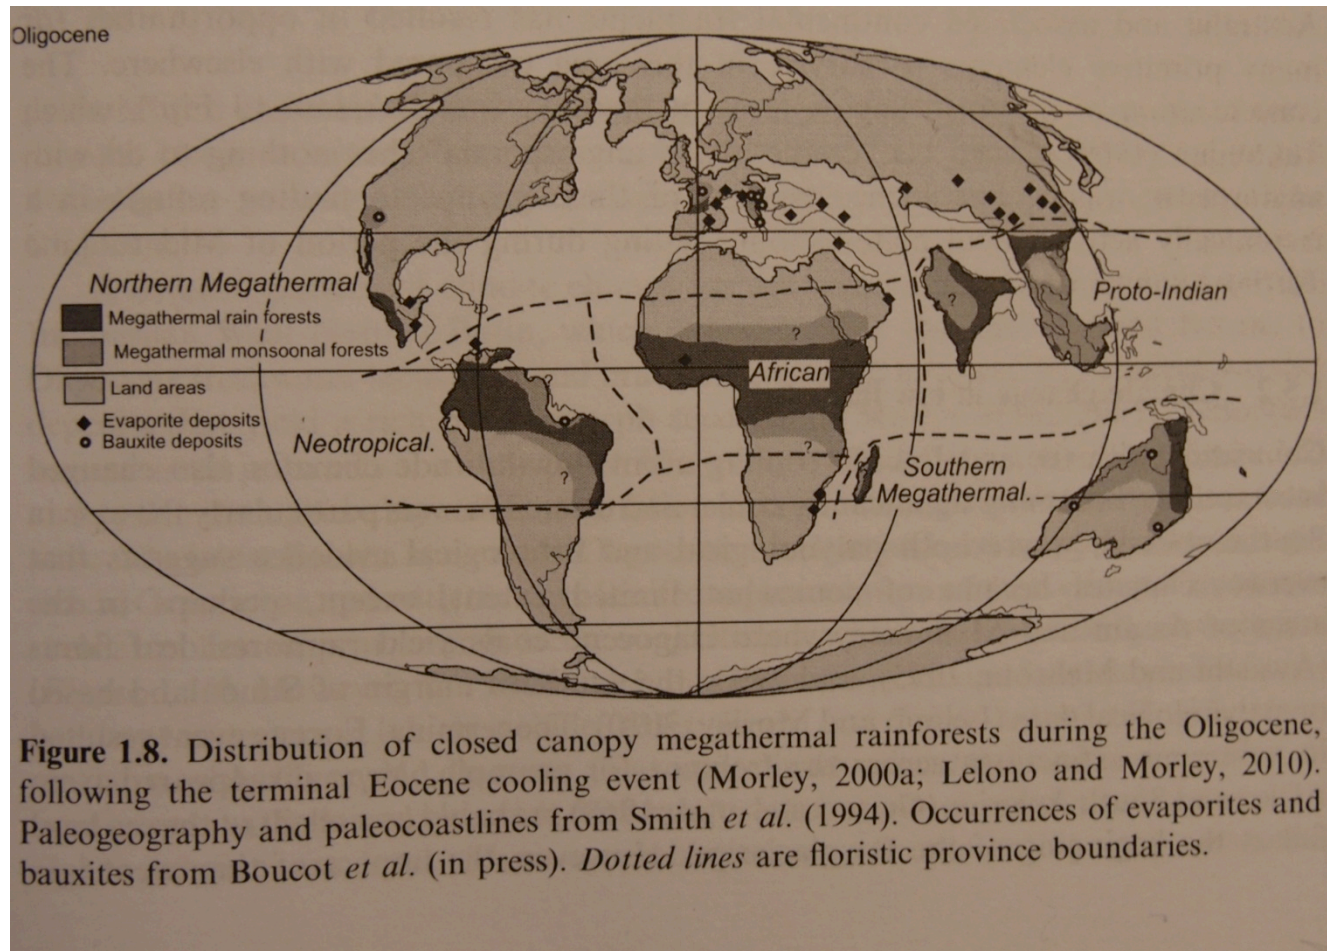 Oligocene
Northern Megathermal
Megathermal rain forests
Megathermal monsoonal forests
Land areas
Evaporite deposits
Bauxite deposits
Neotropical.
African
?
?
?
?
Proto-Indian
Southern
Megathermal.
Figure 1.8. Distribution of closed canopy megathermal rainforests during the Oligocene,
following the terminal Eocene cooling event (Morley, 2000a; Lelono and Morley, 2010).
Paleogeography and paleocoastlines from Smith et al. (1994). Occurrences of evaporites and
bauxites from Boucot et al. (in press). Dotted lines are floristic province boundaries.